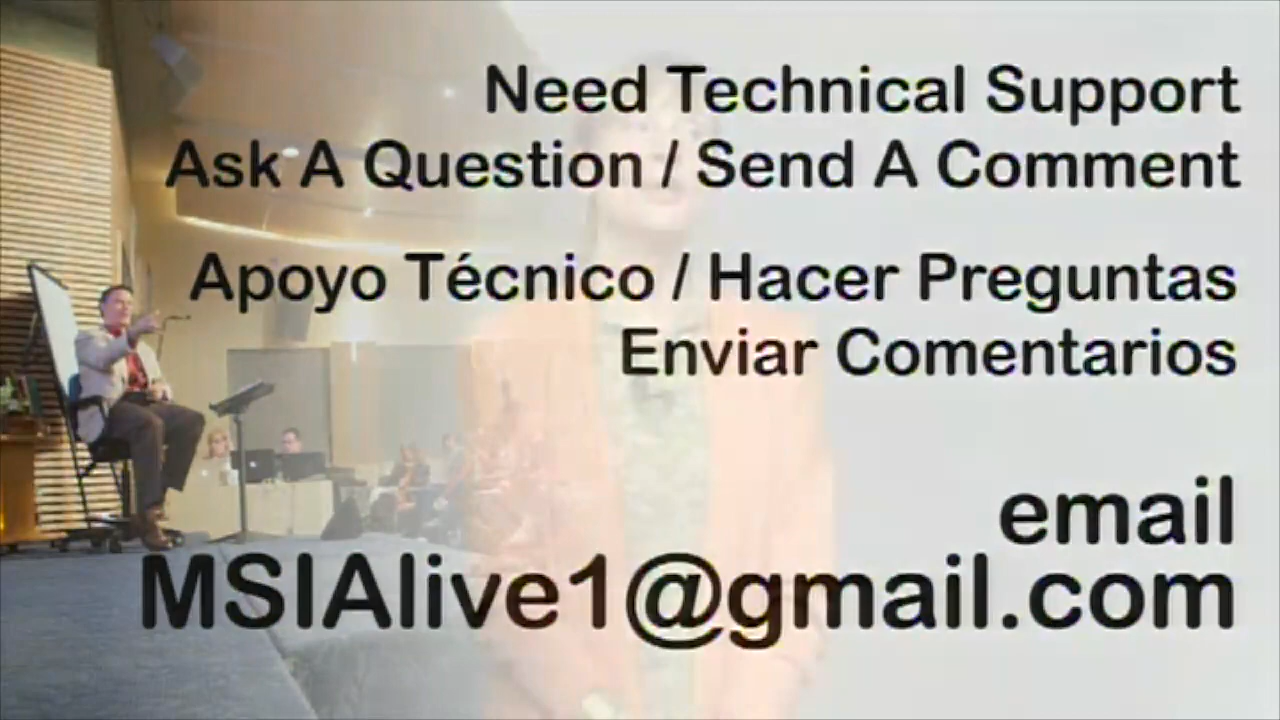 Need Technical Support
Ask A Question / Send A Comment
Apoyo Técnico / Hacer Preguntas
Enviar Comentarios
email
MSIAlive1@gmail.com